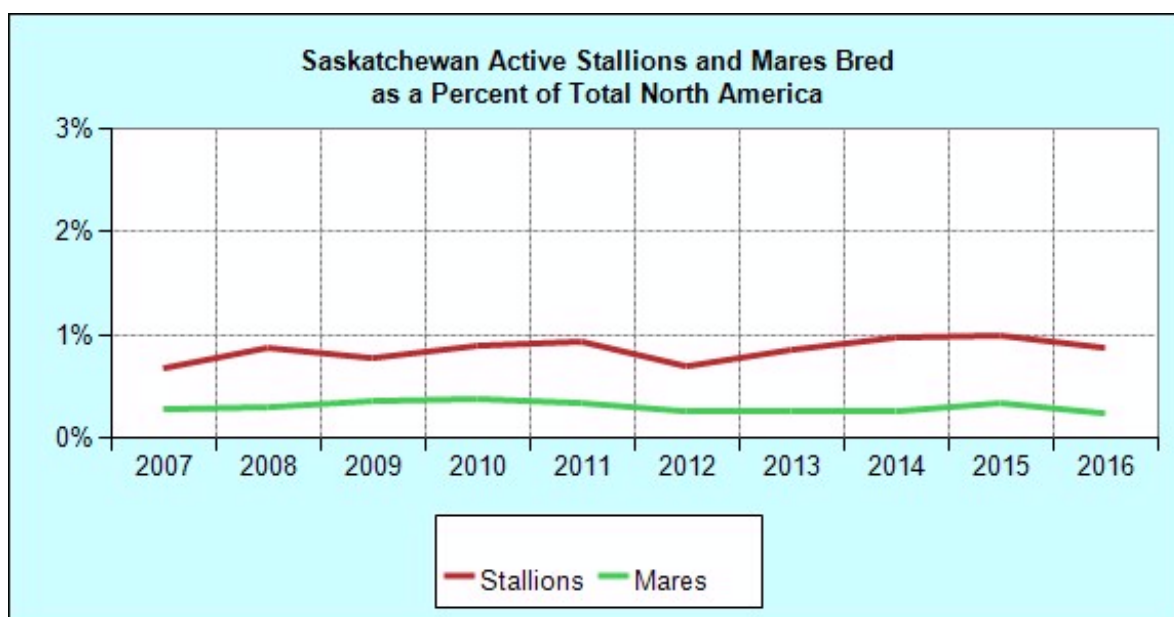 Saskatchewan Active Stallions and Mares Bred
as a Percent of Total North America
3%
2%
1%
0%
2007 2008 2009 2010 2011 2012 2013 2014 2015 2016
Stallions Mares